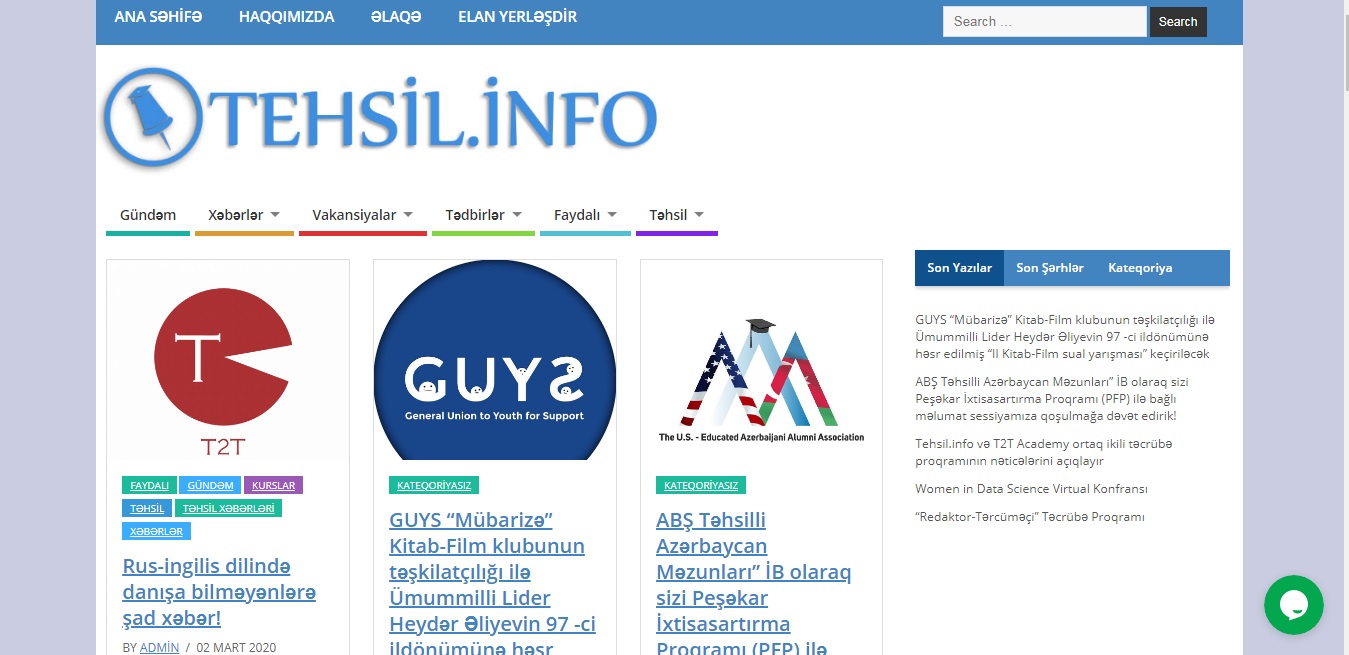 ANA SƏHİFƏ HAQQIMIZDA ƏLAQƏ ELAN YERLƏŞDİR
Search ... Search
TEHSİL.İNFO
Gündəm Xəbərlər Vakansiyalar Tədbirlər Faydalı Təhsil
T
T2T
FAYDALI GÜNDƏM KURSLAR
TƏHSİL TƏHSİL XƏBƏRLƏRİ
XƏBƏRLƏR
Rus-ingilis dilində
danışa bilməyənlərə
şad xəbər!
BY ADMİN / 02 MART 2020
GUYS
General Union to Youth for Support
KATEQORİYASIZ
GUYS “Mübarizə”
Kitab-Film klubunun
təşkilatçılığı ilə
Ümummilli Lider
Heydər Əliyevin 97 -ci
ildönümünə həsr
The U.S. - Educated Azerbaijani Alumni Association
KATEQORİYASIZ
ABŞ Təhsilli
Azərbaycan
Məzunları” İB olaraq
sizi Peşəkar
İxtisasartırma
Proqramı (PFP) ilə
Son Yazılar Son Şərhlər Kateqoriya
GUYS “Mübarizə” Kitab-Film klubunun təşkilatçılığı ilə
Ümummilli Lider Heydər Əliyevin 97 -ci ildönümünə
həsr edilmiş “II Kitab-Film sual yarışması” keçiriləcək
ABŞ Təhsilli Azərbaycan Məzunları” İB olaraq sizi
Peşəkar İxtisasartırma Proqramı (PFP) ilə bağlı
məlumat sessiyamıza qoşulmağa dəvət edirik!
Tehsil.info və T2T Academy ortaq ikili təcrübə
proqramının nəticələrini açıqlayır
Women in Data Science Virtual Konfransı
“Redaktor-Tərcüməçi” Təcrübə Proqramı